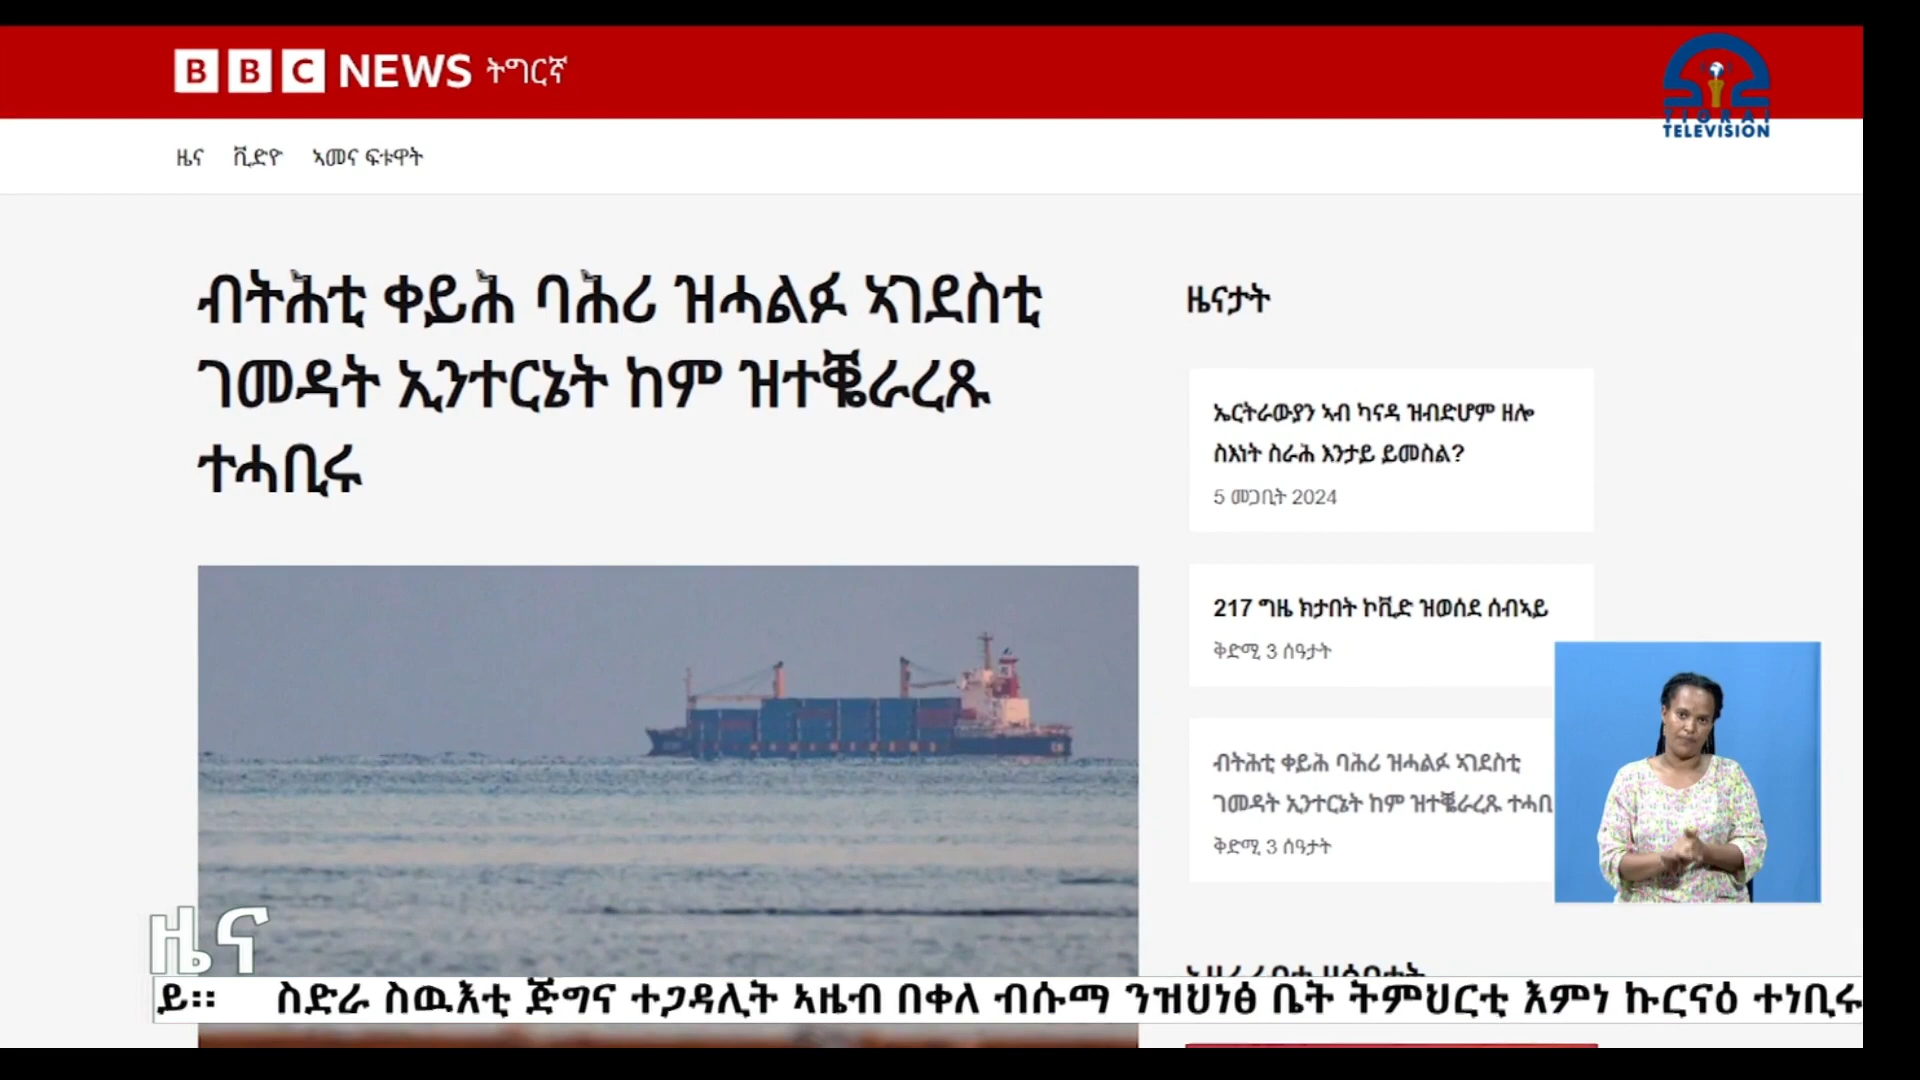 BBC NEWS ትግርኛ
TIGRAI
TELEVISION
ዜና ቪድዮ ኣመና ፍቱዋት
ብትሕቲ ቀይሕ ባሕሪ ዝሓልፉ ኣገደስቲ
ገመዳት ኢንተርኔት ከም ዝተቘራረጹ
ተሓቢሩ
ዜናታት
ኤርትራውያን ኣብ ካናዳ ዝብድሆም ዘሎ
ስእነት ስራሕ እንታይ ይመስል?
5 መጋቢት 2024
217 ግዜ ክታበት ኮቪድ ዝወሰደ ሰብኣይ
ቅድሚ 3 ሰዓታት
ብትሕቲ ቀይሕ ባሕሪ ዝሓልፉ ኣገደስቲ
ገመዳት ኢንተርኔት ከም ዝተቘራረጹ ተሓቢ
ቅድሚ 3 ሰዓታት
ዜና
ይ፡፡ ስድራ ስዉእቲ ጅግና ተጋዳሊት ኣዜብ በቀለ ብሱማ ንዝህነፅ ቤት ትምህርቲ እምነ ኩርናዕ ተነቢሩ